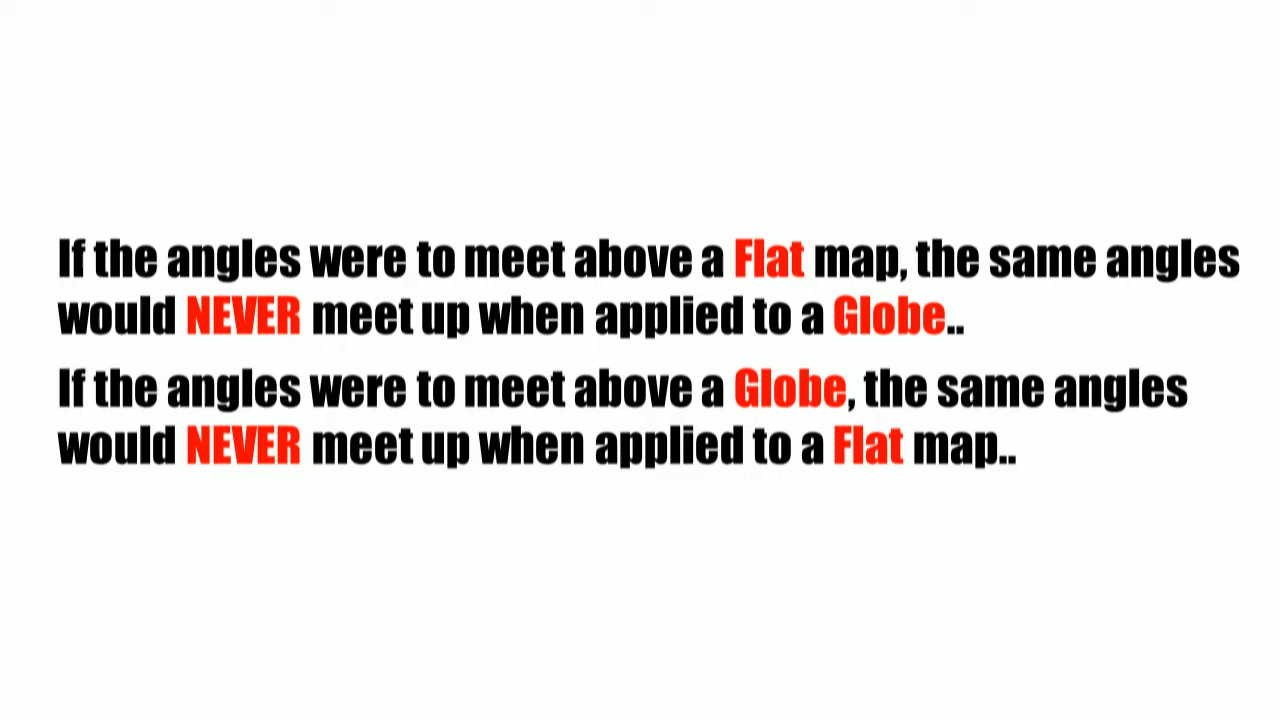 If the angles were to meet above a Flat map, the same angles
would NEVER meet up when applied to a Globe..
If the angles were to meet above a Globe, the same angles
would NEVER meet up when applied to a Flat map..